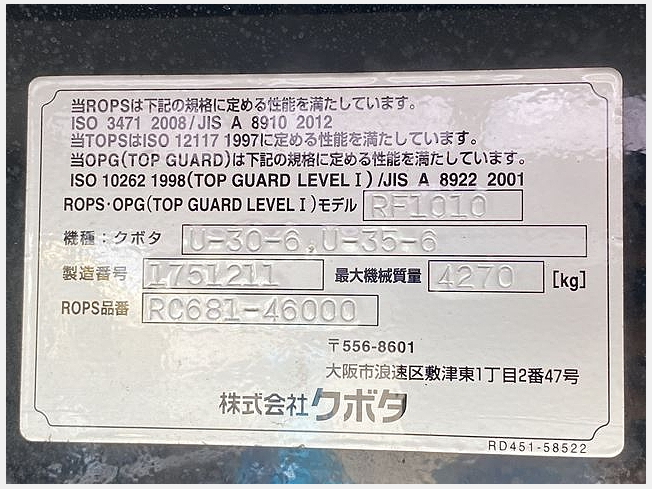 当ROPSは下記の規格に定める性能を満たしています。
ISO 3471 2008/JIS A 8910 2012
当TOPSはISO 12117 1997に定める性能を満たしています。
当OPG(TOP GUARD)は下記の規格に定める性能を満たしています。
ISO 10262 1998(TOP GUARD LEVEL I)/JIS A 8922 2001
ROPS・OPG(TOP GUARD LEVEL I)モデル RF1010
機種：クボタ U-30-6,U-35-6
製造番号 1751211 最大機械質量 4270 [kg]
ROPS品番 RC681-46000
〒556-8601
大阪市浪速区敷津東1丁目2番47号
株式会社クボタ
RD451-58522